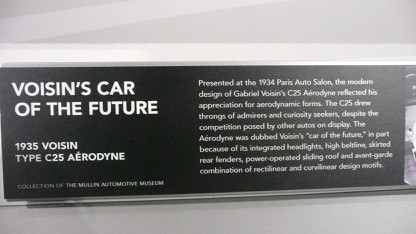 VOISIN'S CAR
OF THE FUTURE
1935 VOISIN
TYPE C25 AÉRODYNE
COLLECTION OF THE MULLIN AUTOMOTIVE MUSEUM
Presented at the 1934 Paris Auto Salon, the modern
design of Gabriel Voisin's C25 Aérodyne reflected his
appreciation for aerodynamic forms. The C25 drew
throngs of admirers and curiosity seekers, despite the
competition posed by other autos on display. The
Aérodyne was dubbed Voisin's "car of the future," in part
because of its integrated headlights, high beltline, skirted
rear fenders, power-operated sliding roof and avant-garde
combination of rectilinear and curvilinear design motifs.